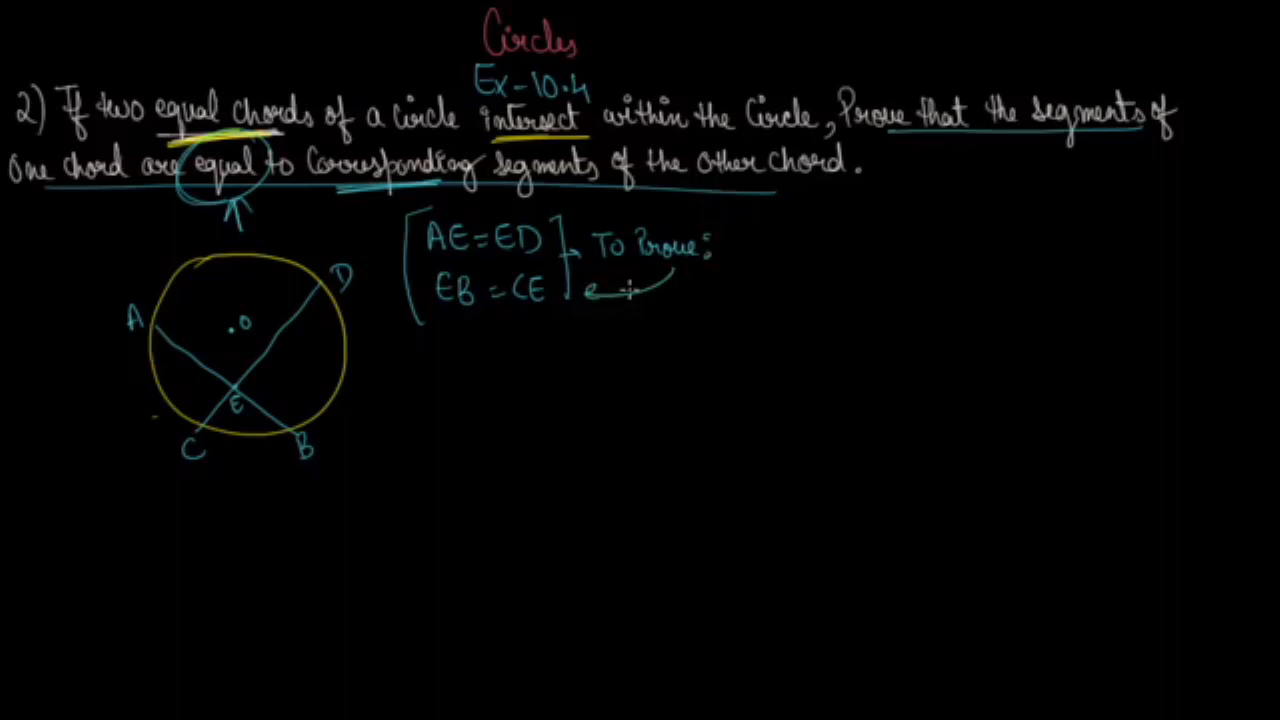 Circles
Ex-10.4
2) If two equal chords of a circle intersect within the Circle, Prove that the segments of
One chord are equal to Corresponding segments of the other chord.
AE=ED
To Prove:
EB=CE
D
A
O
E
C
B